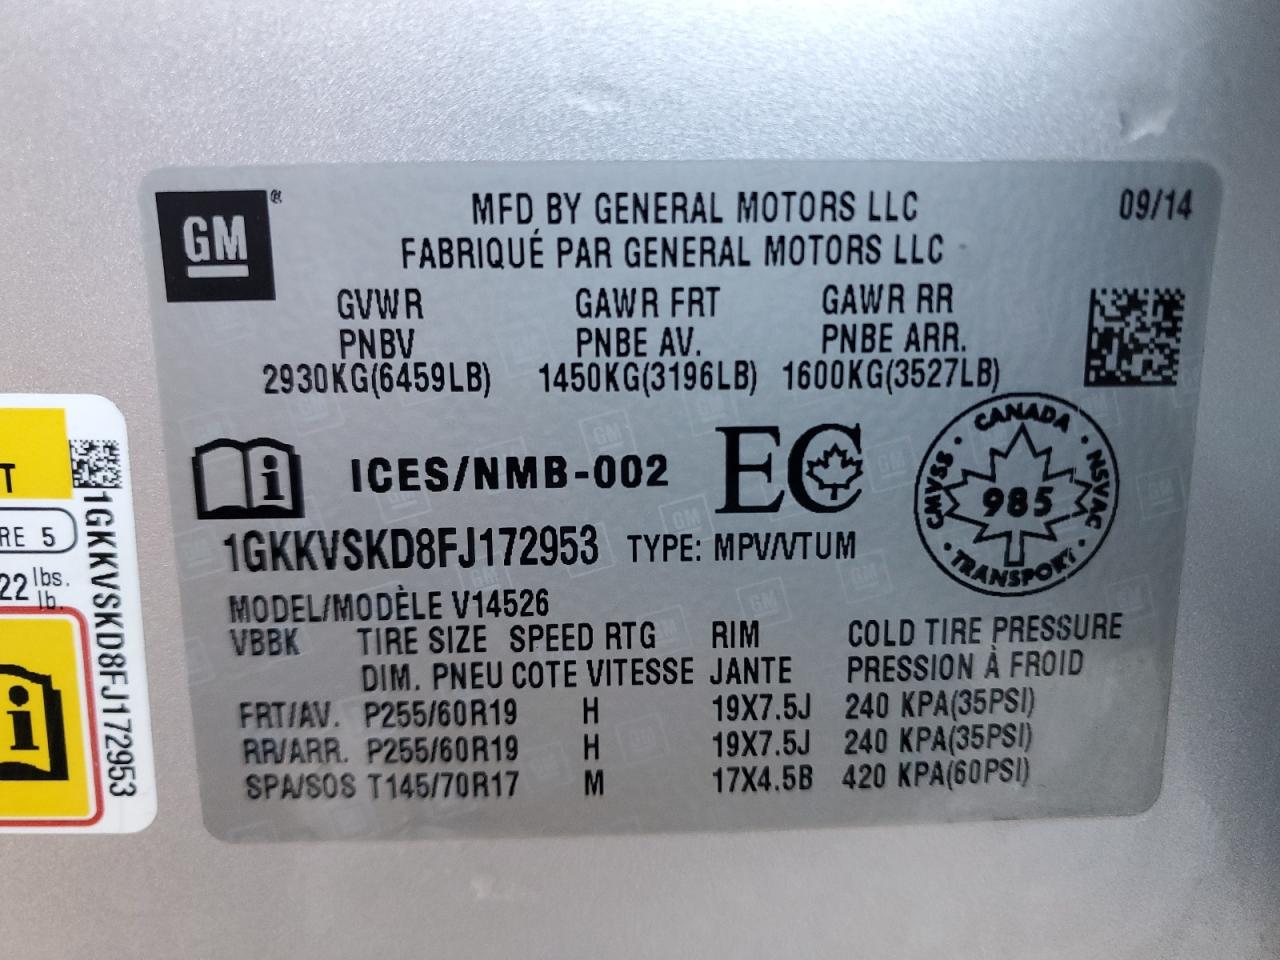 GM®
MFD BY GENERAL MOTORS LLC
09/14
FABRIQUÉ PAR GENERAL MOTORS LLC
GVWR GAWR FRT GAWR RR
PNBV PNBE AV. PNBE ARR.
2930KG(6459LB) 1450KG(3196LB) 1600KG(3527LB)
i ICES/NMB-002 EC
CANADA
CMVSS 985 NSVAC
TRANSPORT
1GKKVSKD8FJ172953 TYPE: MPV/VTUM
MODEL/MODÈLE V14526
VBBK TIRE SIZE SPEED RTG RIM COLD TIRE PRESSURE
DIM. PNEU COTE VITESSE JANTE PRESSION À FROID
FRT/AV. P255/60R19 H 19X7.5J 240 KPA(35PSI)
RR/ARR. P255/60R19 H 19X7.5J 240 KPA(35PSI)
SPA/SOS T145/70R17 M 17X4.5B 420 KPA(60PSI)
T
RE 5
22 lbs.
lb.
i
1GKKVSKD8FJ172953